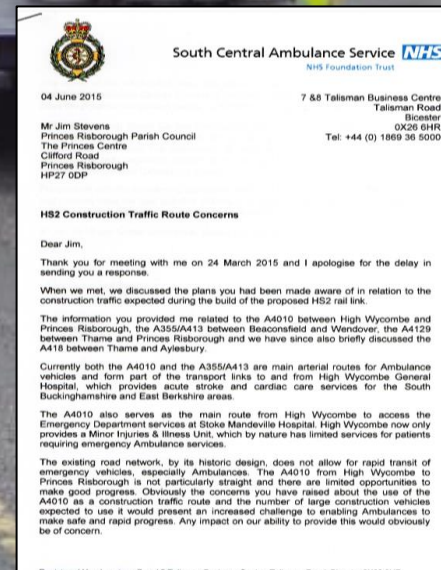 South Central Ambulance Service NHS
NHS Foundation Trust
04 June 2015
7 &8 Talisman Business Centre
Talisman Road
Bicester
OX26 6HR
Tel: +44 (0) 1869 36 5000
Mr Jim Stevens
Princes Risborough Parish Council
The Princes Centre
Clifford Road
Princes Risborough
HP27 0DP
HS2 Construction Traffic Route Concerns
Dear Jim,
Thank you for meeting with me on 24 March 2015 and I apologise for the delay in
sending you a response.
When we met, we discussed the plans you had been made aware of in relation to the
construction traffic expected during the build of the proposed HS2 rail link.
The information you provided me related to the A4010 between High Wycombe and
Princes Risborough, the A355/A413 between Beaconsfield and Wendover, the A4129
between Thame and Princes Risborough and we have since also briefly discussed the
A418 between Thame and Aylesbury.
Currently both the A4010 and the A355/A413 are main arterial routes for Ambulance
vehicles and form part of the transport links to and from High Wycombe General
Hospital, which provides acute stroke and cardiac care services for the South
Buckinghamshire and East Berkshire areas.
The A4010 also serves as the main route from High Wycombe to access the
Emergency Department services at Stoke Mandeville Hospital. High Wycombe now only
provides a Minor Injuries & Illness Unit, which by nature has limited services for patients
requiring emergency Ambulance services.
The existing road network, by its historic design, does not allow for rapid transit of
emergency vehicles, especially Ambulances. The A4010 from High Wycombe to
Princes Risborough is not particularly straight and there are limited opportunities to
make good progress. Obviously the concerns you have raised about the use of the
A4010 as a construction traffic route and the number of large construction vehicles
expected to use it would present an increased challenge to enabling Ambulances to
make safe and rapid progress. Any impact on our ability to provide this would obviously
be of concern.